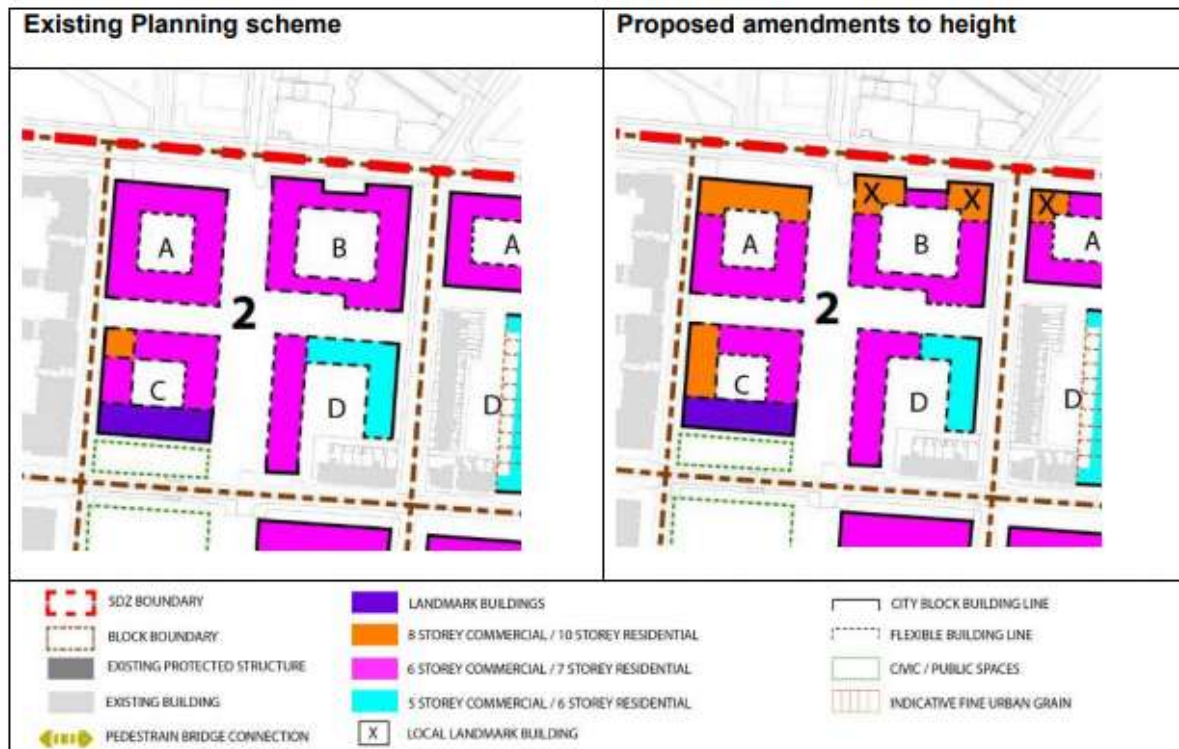 Existing Planning scheme
Proposed amendments to height
A
B
A
2
C
D
D
X
X
X
A
B
A
2
C
D
D
SDZ BOUNDARY
BLOCK BOUNDARY
EXISTING PROTECTED STRUCTURE
EXISTING BUILDING
PEDESTRAIN BRIDGE CONNECTION
LANDMARK BUILDINGS
8 STOREY COMMERCIAL / 10 STOREY RESIDENTIAL
6 STOREY COMMERCIAL / 7 STOREY RESIDENTIAL
5 STOREY COMMERCIAL / 6 STOREY RESIDENTIAL
X LOCAL LANDMARK BUILDING
CITY BLOCK BUILDING LINE
FLEXIBLE BUILDING LINE
CIVIC / PUBLIC SPACES
INDICATIVE FINE URBAN GRAIN